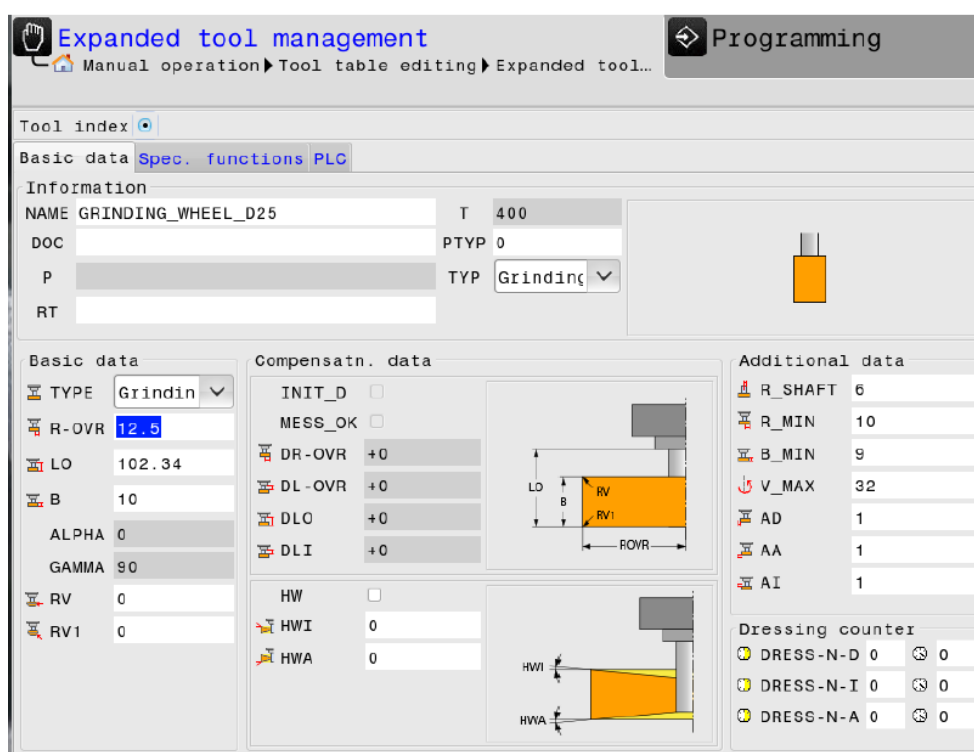 Expanded tool management
Programming
Manual operation Tool table editing Expanded tool…
Tool index
Basic data Spec. functions PLC
Information
NAME GRINDING_WHEEL_D25 T 400
DOC PTYP 0
P TYP Grinding
RT
Basic data
TYPE Grindin
R-OVR 12.5
LO 102.34
B 10
ALPHA 0
GAMMA 90
RV 0
RV1 0
Compensatn. data
INIT_D
MESS_OK
DR-OVR +0
DL-OVR +0
DLO +0
DLI +0
LO
B
RV
RV1
ROVR
HW
HWI 0
HWA 0
HWI
HWA
Additional data
R_SHAFT 6
R_MIN 10
B_MIN 9
V_MAX 32
AD 1
AA 1
AI 1
Dressing counter
DRESS-N-D 0 0
DRESS-N-I 0 0
DRESS-N-A 0 0